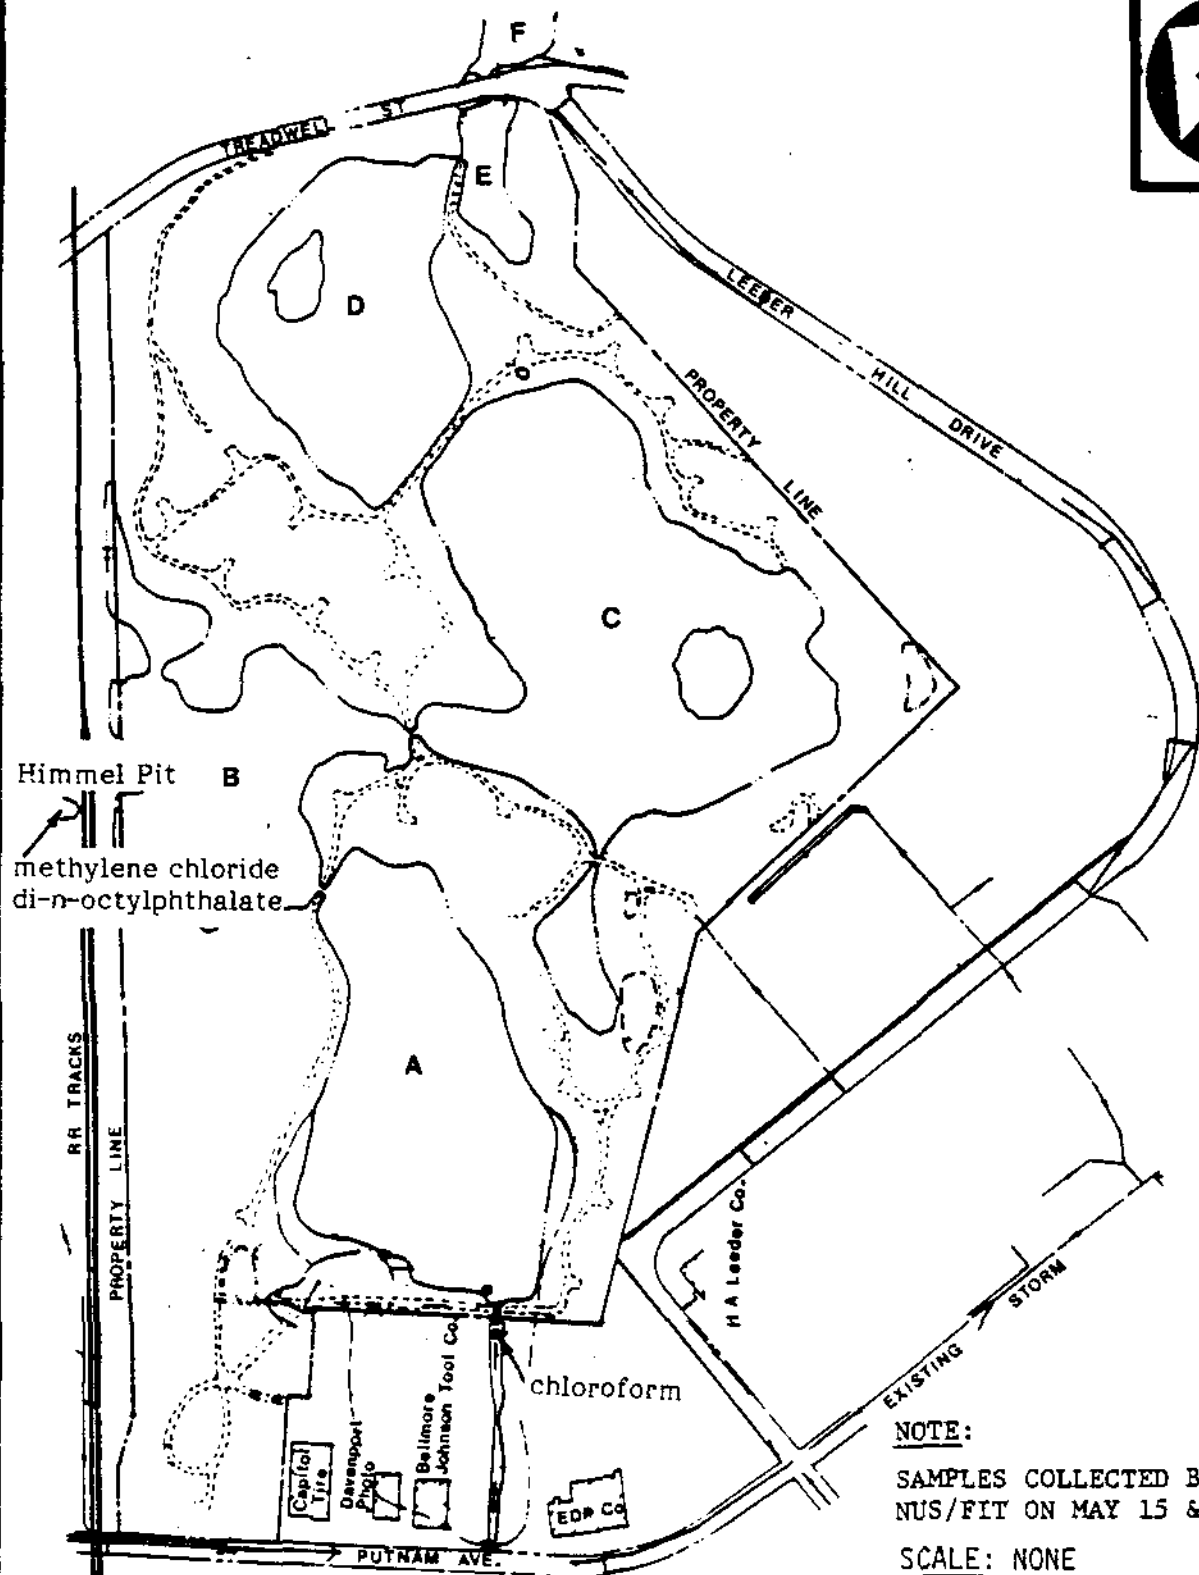 F
TREADWELL ST
E
D
LEEDER HILL DRIVE
PROPERTY LINE
C
Himmel Pit
B
methylene chloride
di-n-octylphthalate
A
RR TRACKS
PROPERTY LINE
H A Leeder Co.
STORM
EXISTING
chloroform
Capitol
Tire
Photo
Bellmore
Johnson Tool Co.
EDP Co
PUTNAM AVE.
NOTE:
SAMPLES COLLECTED B
NUS/FIT ON MAY 15 &
SCALE: NONE